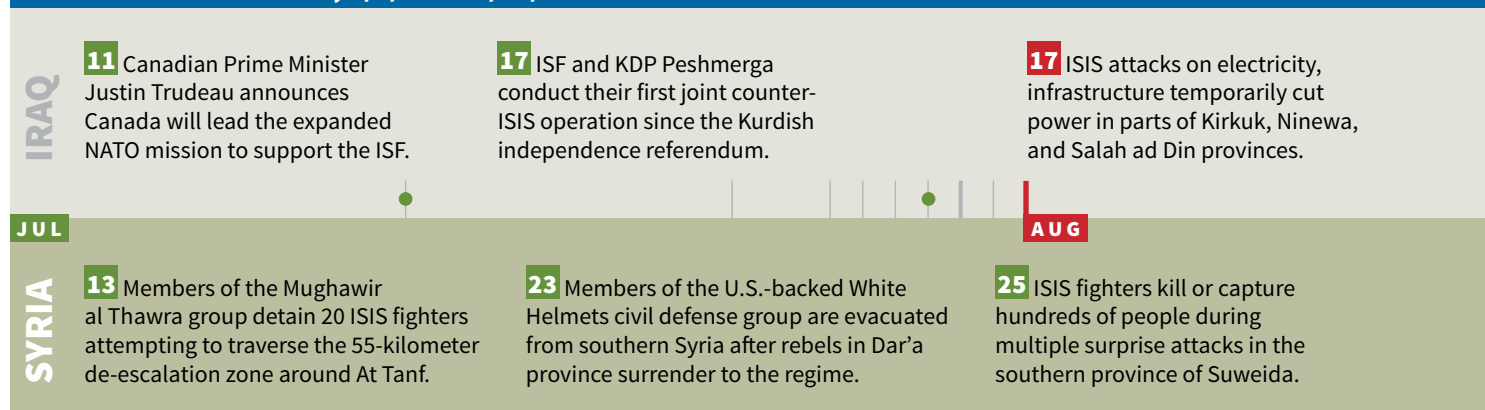 IRAQ
11 Canadian Prime Minister
Justin Trudeau announces
Canada will lead the expanded
NATO mission to support the ISF.
17 ISF and KDP Peshmerga
conduct their first joint counter-
ISIS operation since the Kurdish
independence referendum.
17 ISIS attacks on electricity,
infrastructure temporarily cut
power in parts of Kirkuk, Ninewa,
and Salah ad Din provinces.
JUL
AUG
SYRIA
13 Members of the Mughawir
al Thawra group detain 20 ISIS fighters
attempting to traverse the 55-kilometer
de-escalation zone around At Tanf.
23 Members of the U.S.-backed White
Helmets civil defense group are evacuated
from southern Syria after rebels in Dar’a
province surrender to the regime.
25 ISIS fighters kill or capture
hundreds of people during
multiple surprise attacks in the
southern province of Suweida.